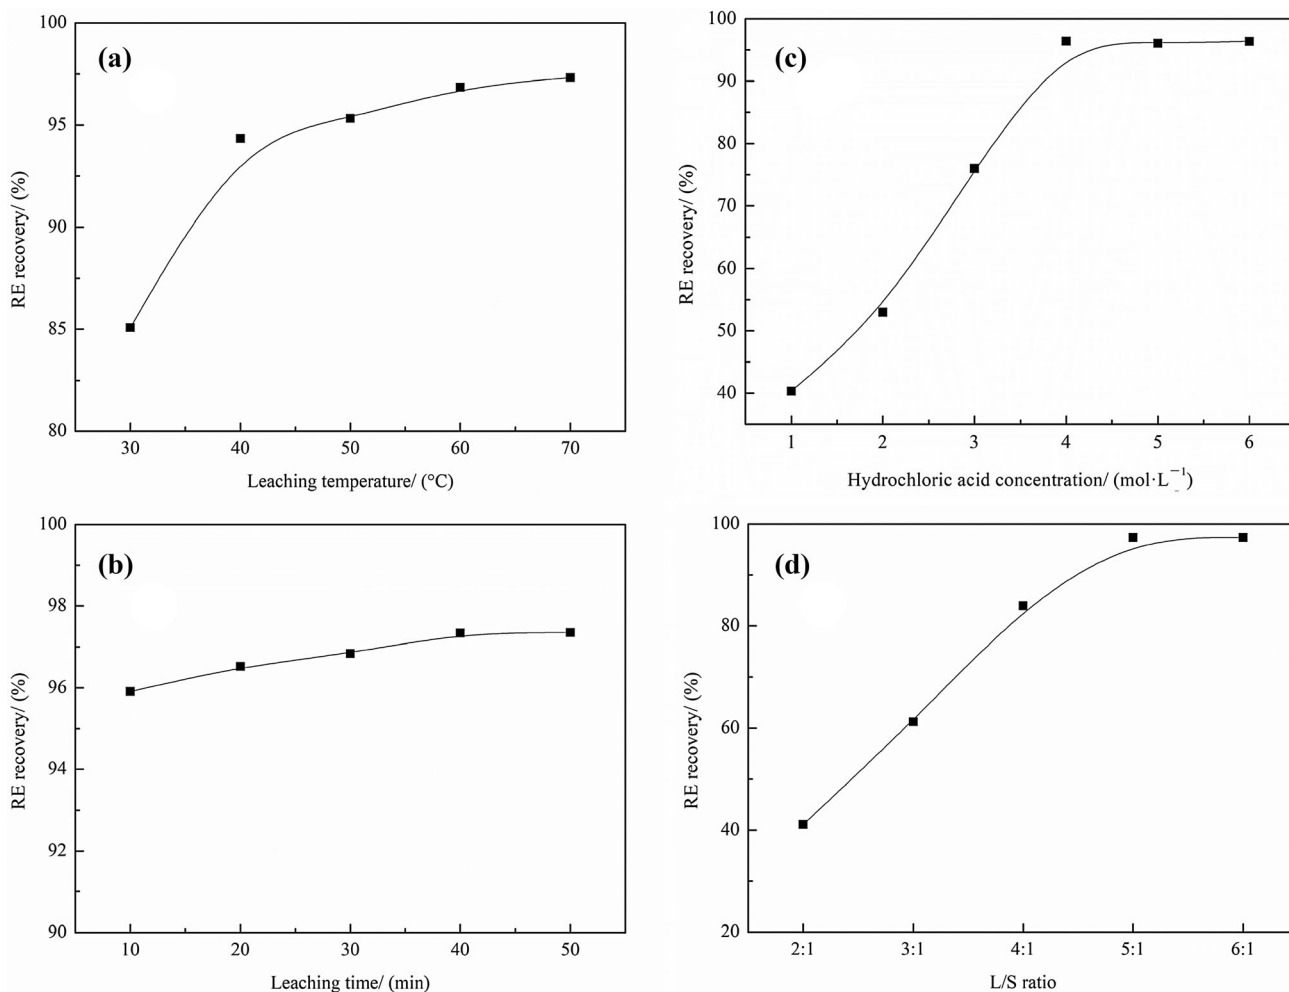 (a)
RE recovery/ (%)
100
95
90
85
80
30 40 50 60 70
Leaching temperature/ (°C)
(c)
RE recovery/ (%)
100
90
80
70
60
50
40
1 2 3 4 5 6
Hydrochloric acid concentration/ (mol·L⁻¹)
(b)
RE recovery/ (%)
100
98
96
94
92
90
10 20 30 40 50
Leaching time/ (min)
(d)
RE recovery/ (%)
100
80
60
40
20
2:1 3:1 4:1 5:1 6:1
L/S ratio